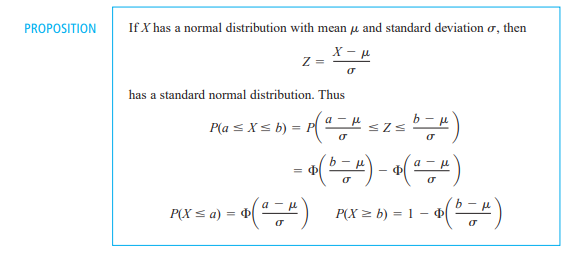 PROPOSITION
If X has a normal distribution with mean μ and standard deviation σ, then
Z = (X − μ)/σ
has a standard normal distribution. Thus
P(a ≤ X ≤ b) = P((a − μ)/σ ≤ Z ≤ (b − μ)/σ)
= Φ((b − μ)/σ) − Φ((a − μ)/σ)
P(X ≤ a) = Φ((a − μ)/σ) P(X ≥ b) = 1 − Φ((b − μ)/σ)